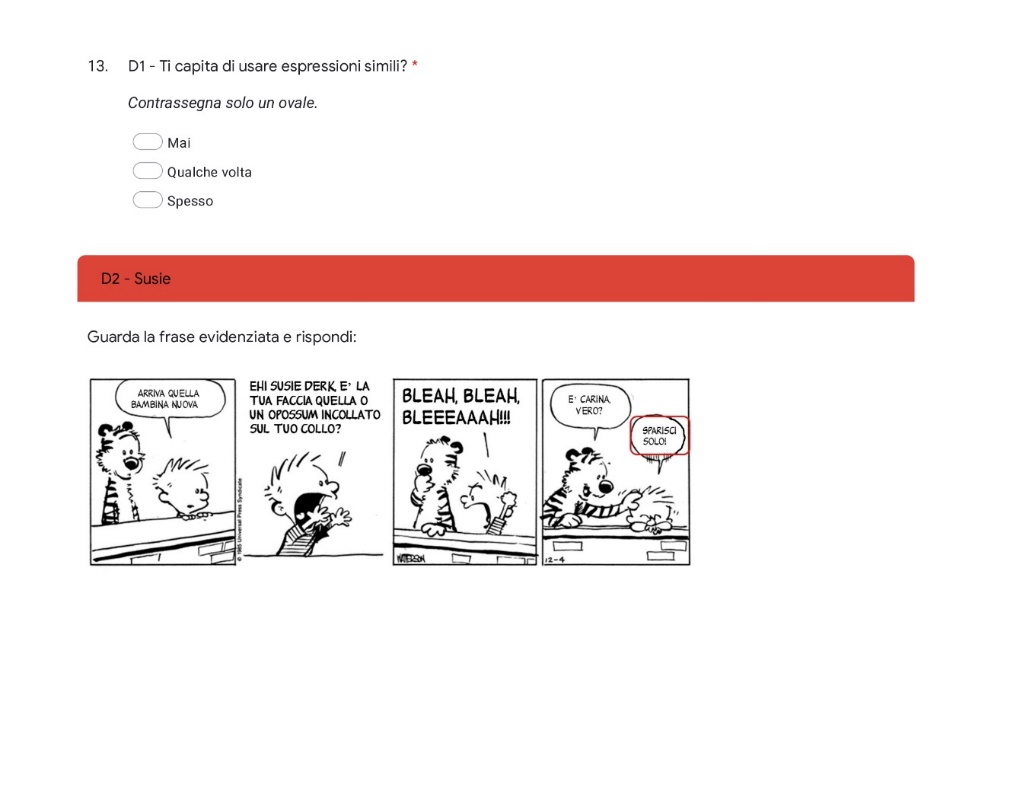 13. D1 - Ti capita di usare espressioni simili? *
Contrassegna solo un ovale.
Mai
Qualche volta
Spesso
D2 - Susie
Guarda la frase evidenziata e rispondi:
ARRIVA QUELLA
BAMBINA NUOVA
© 1985 Universal Press Syndicate
EHI SUSIE DERK, E' LA
TUA FACCIA QUELLA O
UN OPOSSUM INCOLLATO
SUL TUO COLLO?
BLEAH, BLEAH,
BLEEEAAAH!!!
WATTERSON
E' CARINA,
VERO?
SPARISCI
SOLO!
12-4